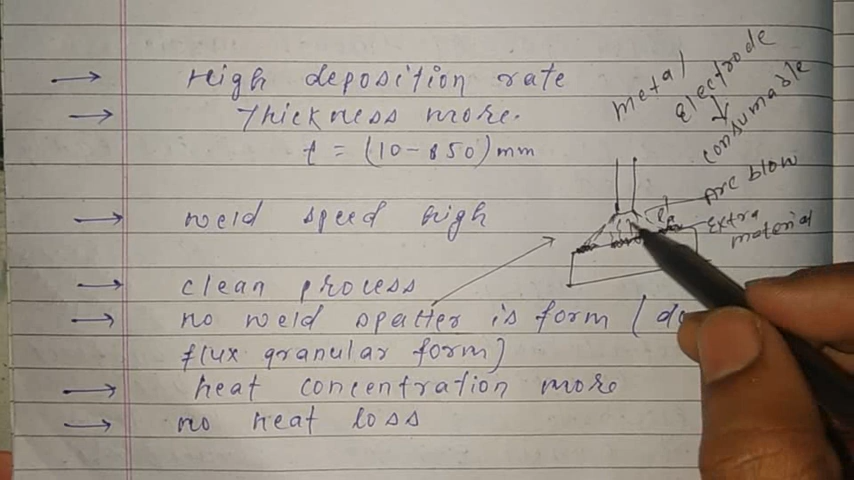 High deposition rate
Thickness more.
t = (10-850) mm
weld speed high
clean process
no weld spatter is form (d
flux granular form)
heat concentration more
no heat loss
metal
Electrode
consumable
Arc blow
Extra
material